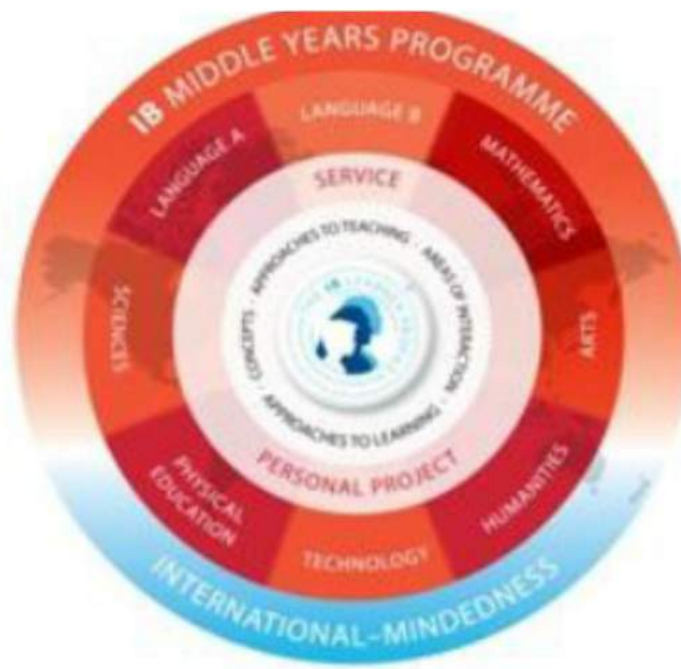 IB MIDDLE YEARS PROGRAMME
LANGUAGE A
LANGUAGE B
MATHEMATICS
SCIENCES
ARTS
PHYSICAL
EDUCATION
TECHNOLOGY
HUMANITIES
SERVICE
PERSONAL PROJECT
CONCEPTS · APPROACHES TO TEACHING · AREAS OF INTERACTION ·
APPROACHES TO LEARNING ·
INTERNATIONAL-MINDEDNESS